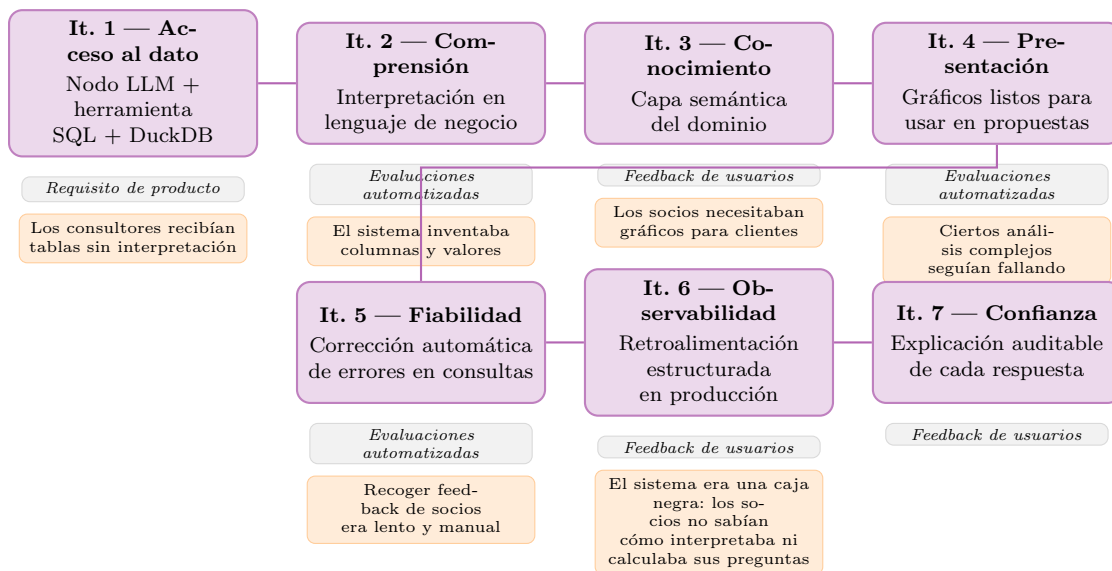 It. 1 — Ac-
ceso al dato
Nodo LLM +
herramienta
SQL + DuckDB
Requisito de producto
Los consultores recibían
tablas sin interpretación
It. 2 — Com-
prensión
Interpretación en
lenguaje de negocio
Evaluaciones
automatizadas
El sistema inventaba
columnas y valores
It. 3 — Co-
nocimiento
Capa semántica
del dominio
Feedback de usuarios
Los socios necesitaban
gráficos para clientes
It. 4 — Pre-
sentación
Gráficos listos para
usar en propuestas
Evaluaciones
automatizadas
Ciertos análi-
sis complejos
seguían fallando
It. 5 — Fiabilidad
Corrección automática
de errores en consultas
Evaluaciones
automatizadas
Recoger feed-
back de socios
era lento y manual
It. 6 — Ob-
servabilidad
Retroalimentación
estructurada
en producción
Feedback de usuarios
El sistema era una caja
negra: los so-
cios no sabían
cómo interpretaba ni
calculaba sus preguntas
It. 7 — Confianza
Explicación auditable
de cada respuesta
Feedback de usuarios